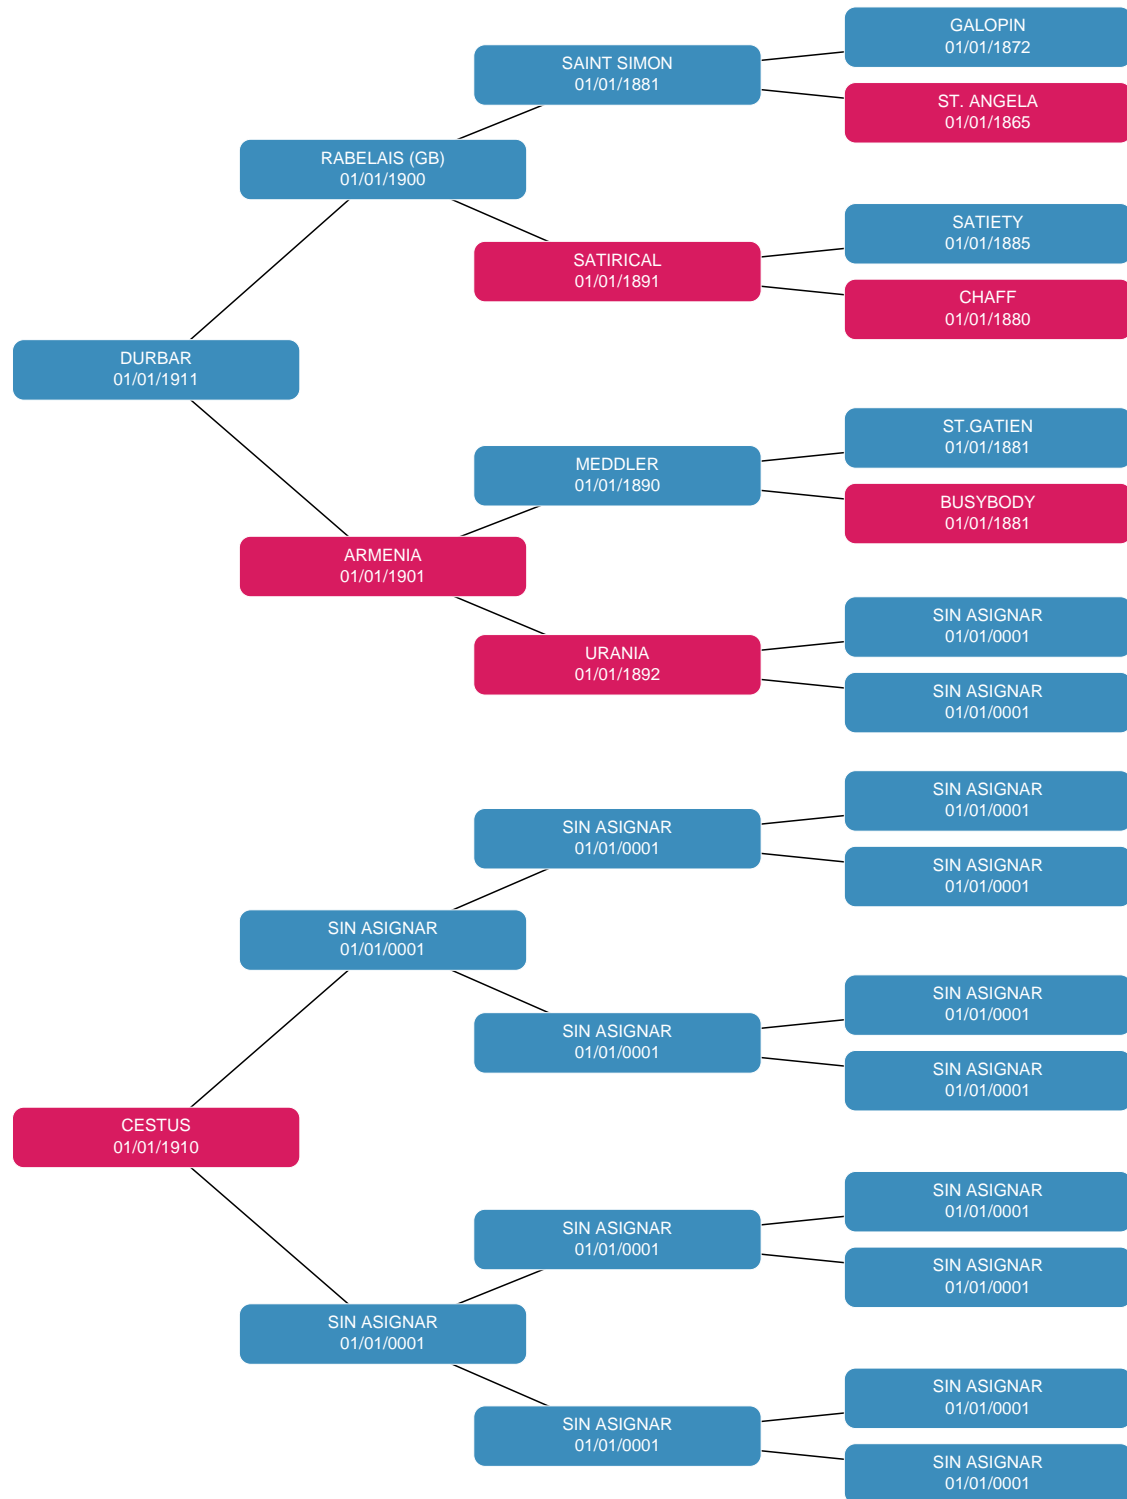 GALOPIN
01/01/1872
SAINT SIMON
01/01/1881
ST. ANGELA
01/01/1865
RABELAIS (GB)
01/01/1900
SATIETY
01/01/1885
SATIRICAL
01/01/1891
CHAFF
01/01/1880
DURBAR
01/01/1911
ST.GATIEN
01/01/1881
MEDDLER
01/01/1890
BUSYBODY
01/01/1881
ARMENIA
01/01/1901
SIN ASIGNAR
01/01/0001
URANIA
01/01/1892
SIN ASIGNAR
01/01/0001
SIN ASIGNAR
01/01/0001
SIN ASIGNAR
01/01/0001
SIN ASIGNAR
01/01/0001
SIN ASIGNAR
01/01/0001
SIN ASIGNAR
01/01/0001
SIN ASIGNAR
01/01/0001
SIN ASIGNAR
01/01/0001
CESTUS
01/01/1910
SIN ASIGNAR
01/01/0001
SIN ASIGNAR
01/01/0001
SIN ASIGNAR
01/01/0001
SIN ASIGNAR
01/01/0001
SIN ASIGNAR
01/01/0001
SIN ASIGNAR
01/01/0001
SIN ASIGNAR
01/01/0001